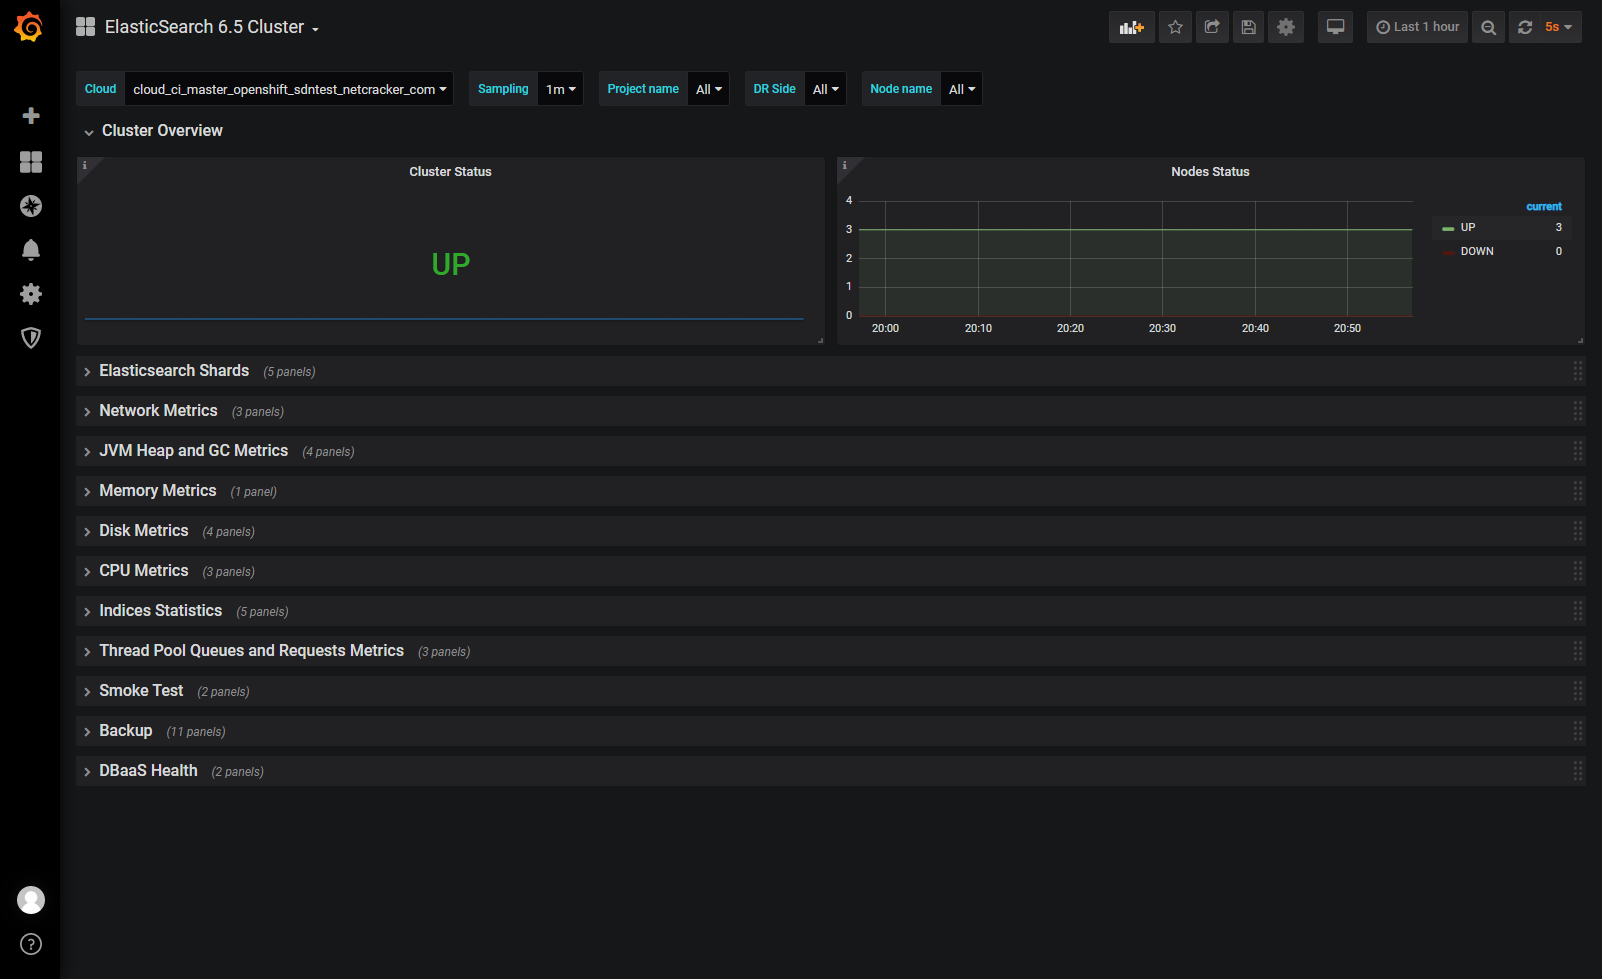 ElasticSearch 6.5 Cluster
Last 1 hour
5s
Cloud cloud_ci_master_openshift_sdntest_netcracker_com Sampling 1m Project name All DR Side All Node name All
Cluster Overview
Cluster Status
UP
Nodes Status
4
3
2
1
0
20:00 20:10 20:20 20:30 20:40 20:50
current
UP 3
DOWN 0
Elasticsearch Shards (5 panels)
Network Metrics (3 panels)
JVM Heap and GC Metrics (4 panels)
Memory Metrics (1 panel)
Disk Metrics (4 panels)
CPU Metrics (3 panels)
Indices Statistics (5 panels)
Thread Pool Queues and Requests Metrics (3 panels)
Smoke Test (2 panels)
Backup (11 panels)
DBaaS Health (2 panels)